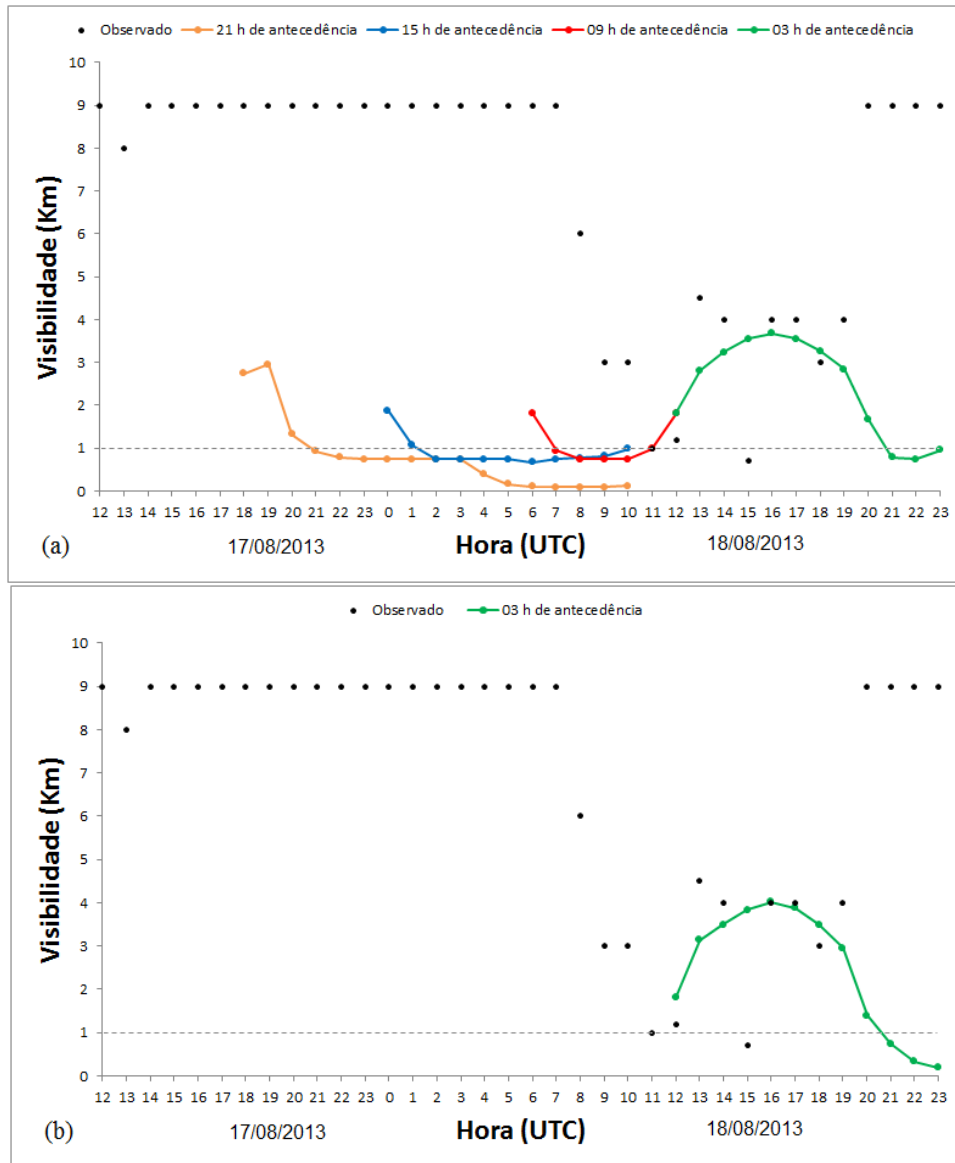 Observado 21 h de antecedência 15 h de antecedência 09 h de antecedência 03 h de antecedência
10
9
8
7
6
5
4
3
2
1
0
Visibilidade (Km)
12 13 14 15 16 17 18 19 20 21 22 23 0 1 2 3 4 5 6 7 8 9 10 11 12 13 14 15 16 17 18 19 20 21 22 23
(a) 17/08/2013 Hora (UTC) 18/08/2013
Observado 03 h de antecedência
10
9
8
7
6
5
4
3
2
1
0
Visibilidade (Km)
12 13 14 15 16 17 18 19 20 21 22 23 0 1 2 3 4 5 6 7 8 9 10 11 12 13 14 15 16 17 18 19 20 21 22 23
(b) 17/08/2013 Hora (UTC) 18/08/2013